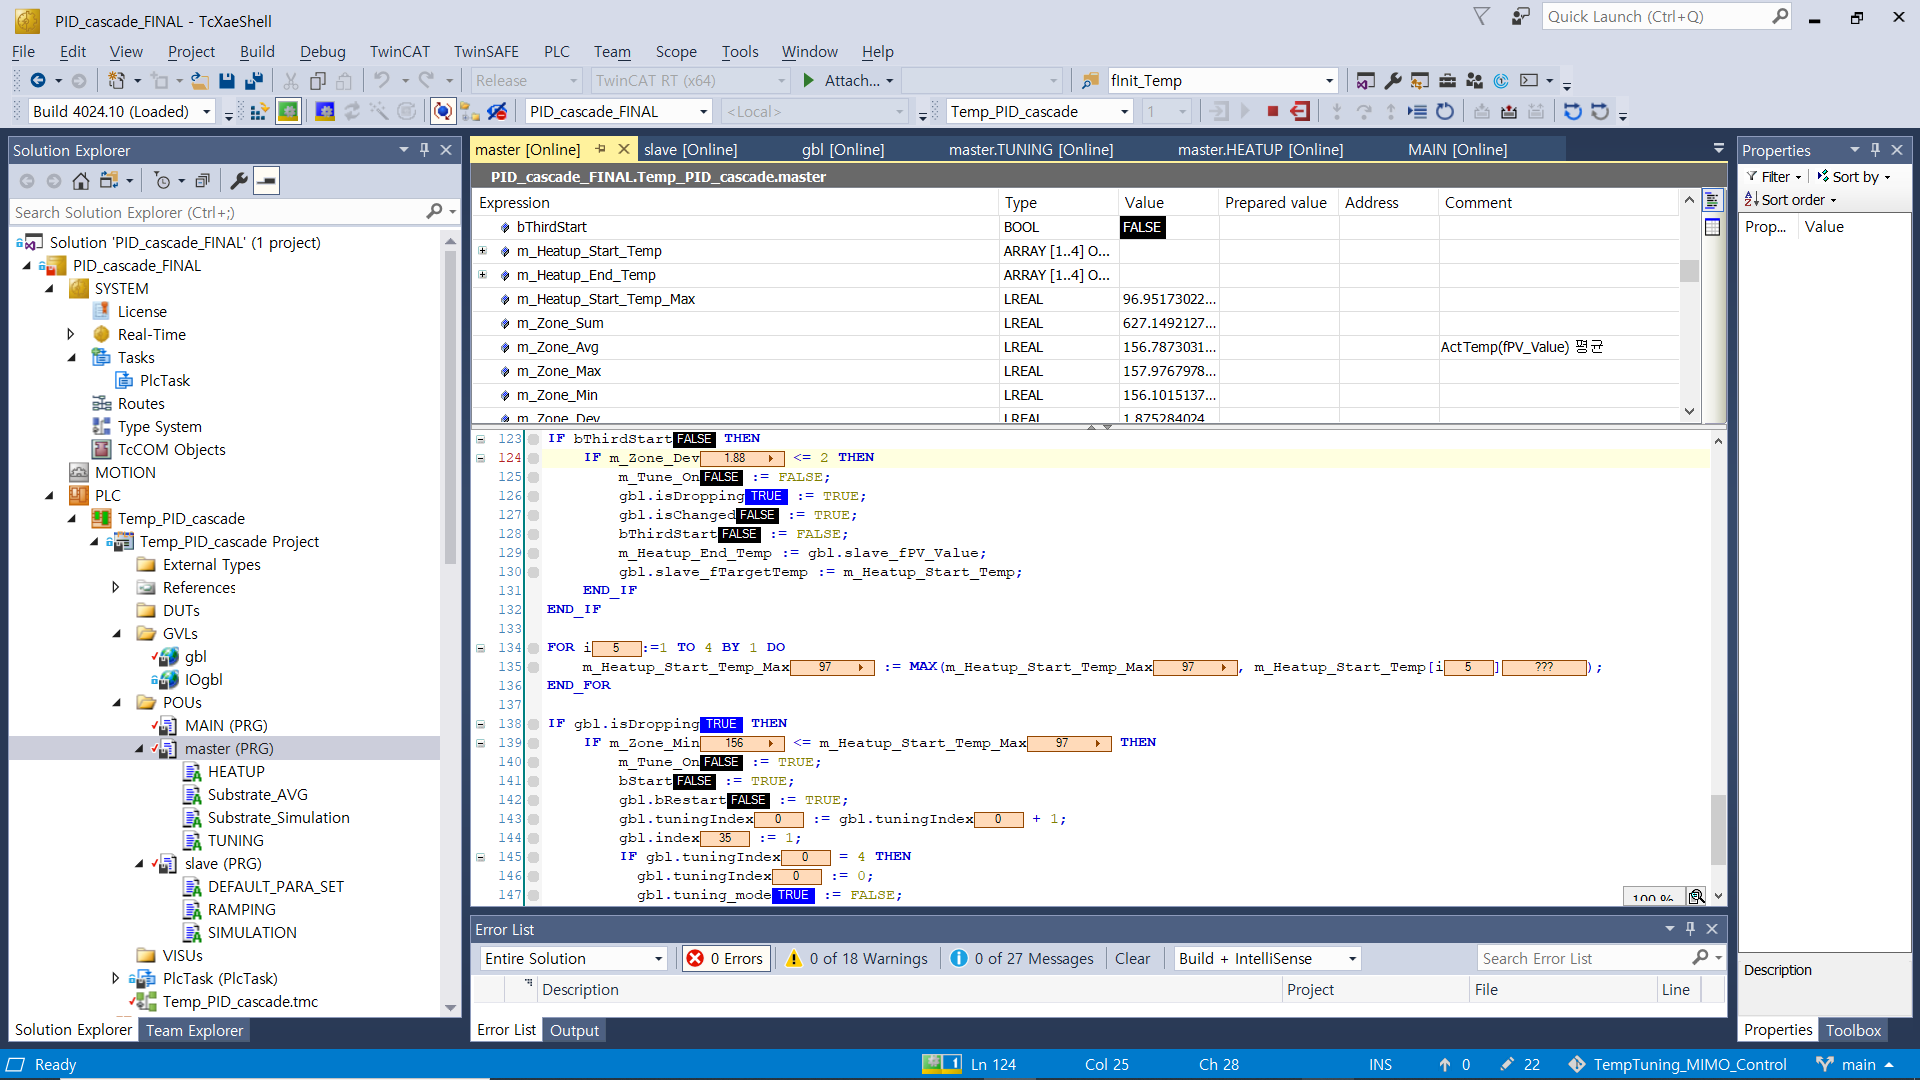 PID_cascade_FINAL - TcXaeShell
Quick Launch (Ctrl+Q)
File Edit View Project Build Debug TwinCAT TwinSAFE PLC Team Scope Tools Window Help
Release TwinCAT RT (x64) Attach... fInit_Temp
Build 4024.10 (Loaded) PID_cascade_FINAL <Local> Temp_PID_cascade 1
Solution Explorer
Search Solution Explorer (Ctrl+;)
Solution 'PID_cascade_FINAL' (1 project)
PID_cascade_FINAL
SYSTEM
License
Real-Time
Tasks
PlcTask
Routes
Type System
TcCOM Objects
MOTION
PLC
Temp_PID_cascade
Temp_PID_cascade Project
External Types
References
DUTs
GVLs
gbl
IOgbl
POUs
MAIN (PRG)
master (PRG)
HEATUP
Substrate_AVG
Substrate_Simulation
TUNING
slave (PRG)
DEFAULT_PARA_SET
RAMPING
SIMULATION
VISUs
PlcTask (PlcTask)
Temp_PID_cascade.tmc
Solution Explorer Team Explorer
master [Online] slave [Online] gbl [Online] master.TUNING [Online] master.HEATUP [Online] MAIN [Online]
PID_cascade_FINAL.Temp_PID_cascade.master
Expression Type Value Prepared value Address Comment
bThirdStart BOOL FALSE
m_Heatup_Start_Temp ARRAY [1..4] O...
m_Heatup_End_Temp ARRAY [1..4] O...
m_Heatup_Start_Temp_Max LREAL 96.95173022...
m_Zone_Sum LREAL 627.1492127...
m_Zone_Avg LREAL 156.7873031... ActTemp(fPV_Value) 평균
m_Zone_Max LREAL 157.9767978...
m_Zone_Min LREAL 156.1015137...
m_Zone_Dev LREAL 1.875284024
123 IF bThirdStart FALSE THEN
124 IF m_Zone_Dev 1.88 <= 2 THEN
125 m_Tune_On FALSE := FALSE;
126 gbl.isDropping TRUE := TRUE;
127 gbl.isChanged FALSE := TRUE;
128 bThirdStart FALSE := FALSE;
129 m_Heatup_End_Temp := gbl.slave_fPV_Value;
130 gbl.slave_fTargetTemp := m_Heatup_Start_Temp;
131 END_IF
132 END_IF
133
134 FOR i 5 :=1 TO 4 BY 1 DO
135 m_Heatup_Start_Temp_Max 97 := MAX(m_Heatup_Start_Temp_Max 97 , m_Heatup_Start_Temp[i 5 ] ??? );
136 END_FOR
137
138 IF gbl.isDropping TRUE THEN
139 IF m_Zone_Min 156 <= m_Heatup_Start_Temp_Max 97 THEN
140 m_Tune_On FALSE := TRUE;
141 bStart FALSE := TRUE;
142 gbl.bRestart FALSE := TRUE;
143 gbl.tuningIndex 0 := gbl.tuningIndex 0 + 1;
144 gbl.index 35 := 1;
145 IF gbl.tuningIndex 0 = 4 THEN
146 gbl.tuningIndex 0 := 0;
147 gbl.tuning_mode TRUE := FALSE;
100 %
Error List
Entire Solution 0 Errors 0 of 18 Warnings 0 of 27 Messages Clear Build + IntelliSense Search Error List
Description Project File Line
Error List Output
Properties
Filter Sort by
Sort order
Prop... Value
Description
Properties Toolbox
Ready 1 Ln 124 Col 25 Ch 28 INS 0 22 TempTuning_MIMO_Control main